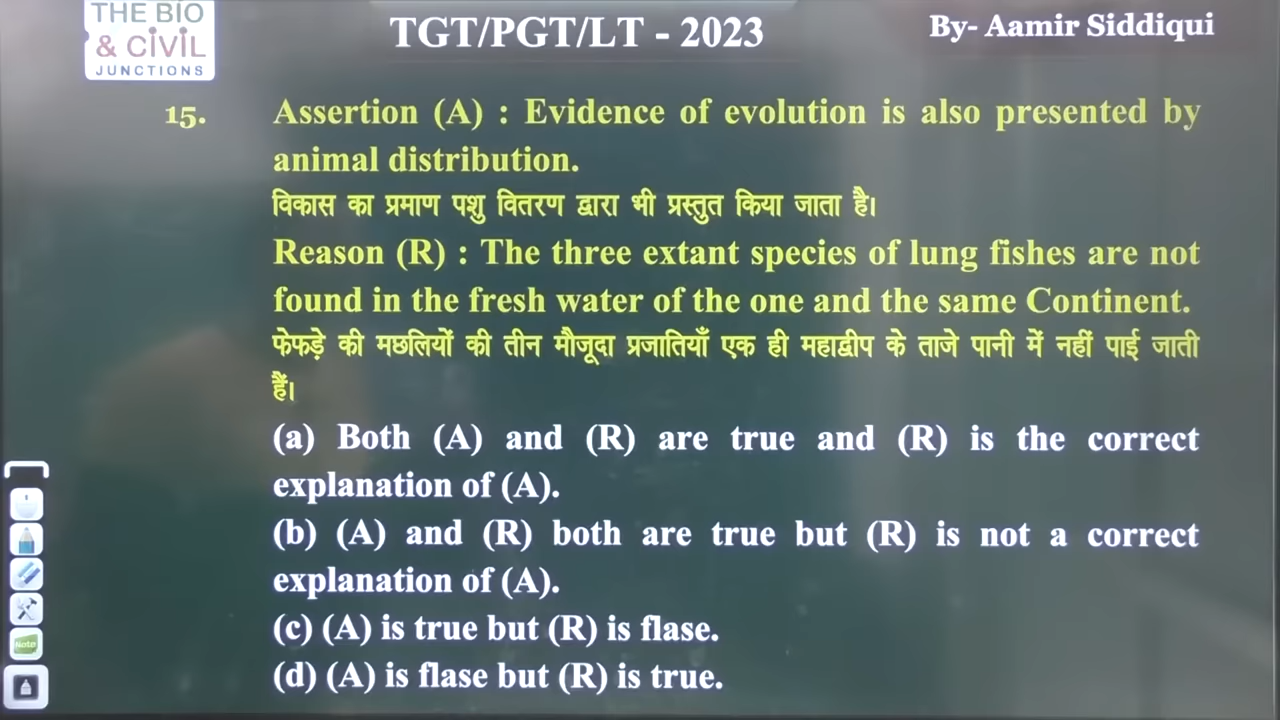 THE BIO
& CIVIL
JUNCTIONS
TGT/PGT/LT - 2023
By- Aamir Siddiqui
15. Assertion (A) : Evidence of evolution is also presented by
animal distribution.
विकास का प्रमाण पशु वितरण द्वारा भी प्रस्तुत किया जाता है।
Reason (R) : The three extant species of lung fishes are not
found in the fresh water of the one and the same Continent.
फेफड़े की मछलियों की तीन मौजूदा प्रजातियाँ एक ही महाद्वीप के ताजे पानी में नहीं पाई जाती
हैं।
(a) Both (A) and (R) are true and (R) is the correct
explanation of (A).
(b) (A) and (R) both are true but (R) is not a correct
explanation of (A).
(c) (A) is true but (R) is flase.
(d) (A) is flase but (R) is true.
Note